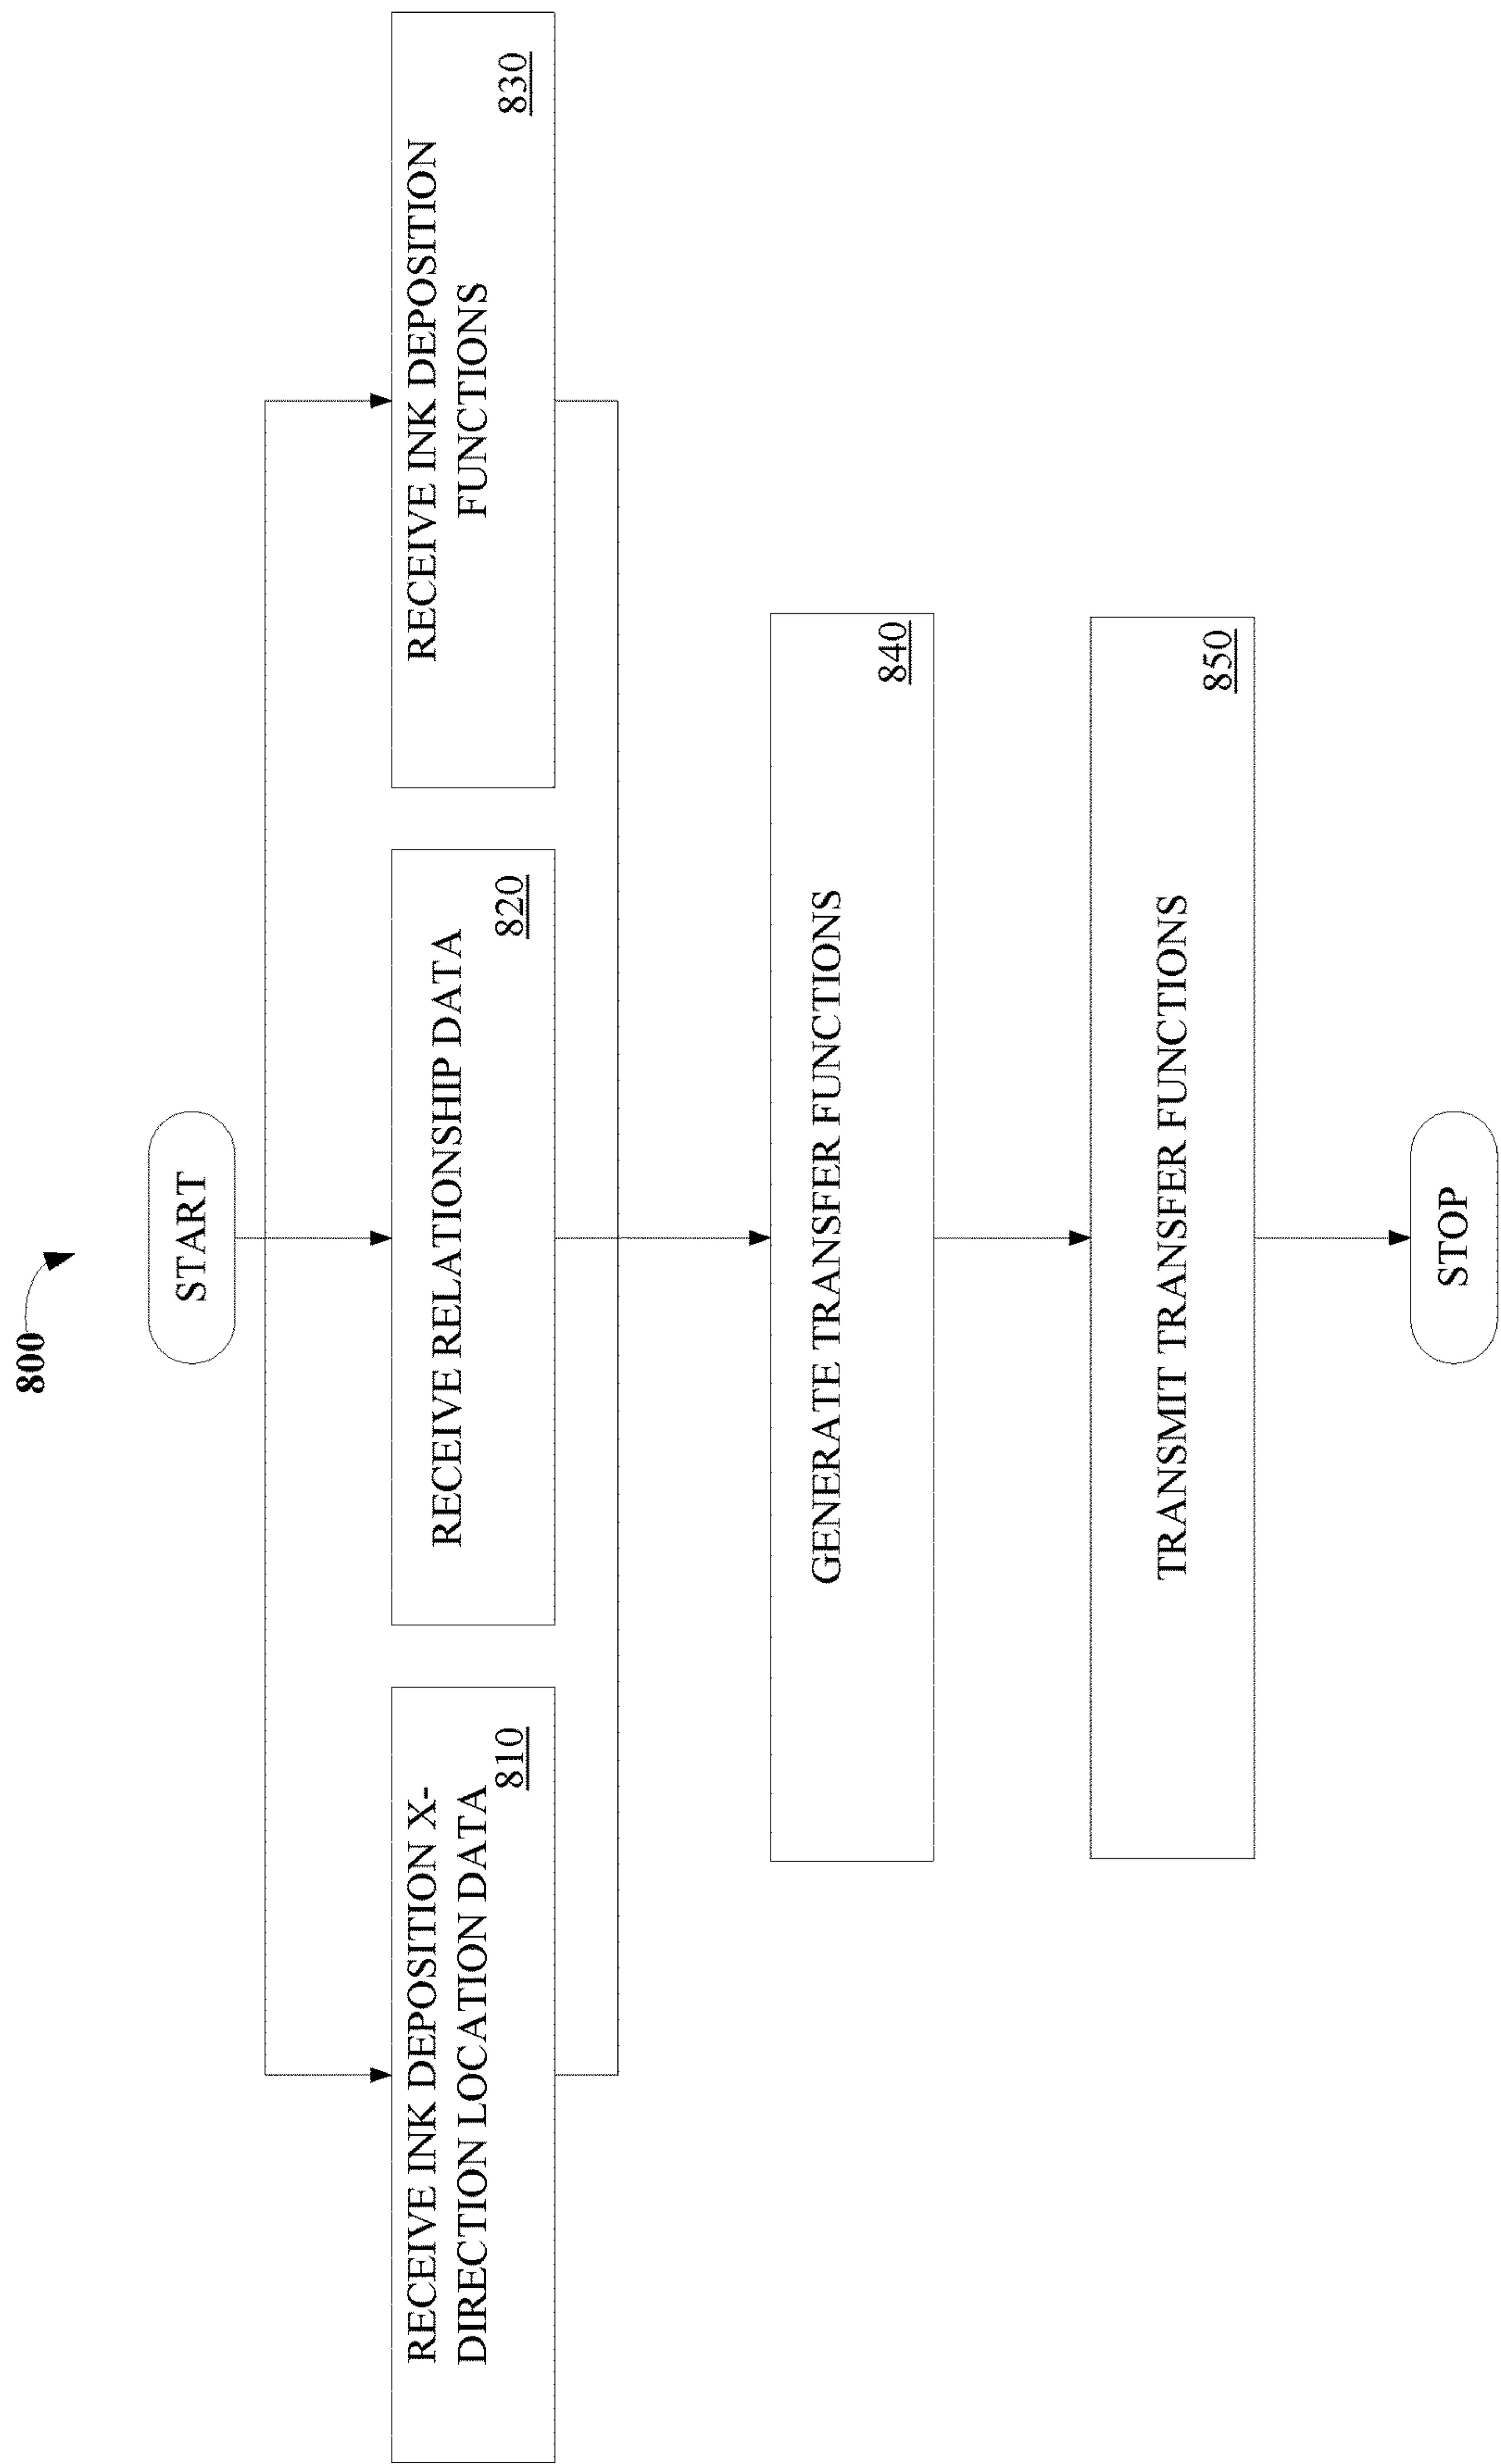 800
START
RECEIVE INK DEPOSITION X-
DIRECTION LOCATION DATA
810
RECEIVE RELATIONSHIP DATA
820
RECEIVE INK DEPOSITION
FUNCTIONS
830
GENERATE TRANSFER FUNCTIONS
840
TRANSMIT TRANSFER FUNCTIONS
850
STOP